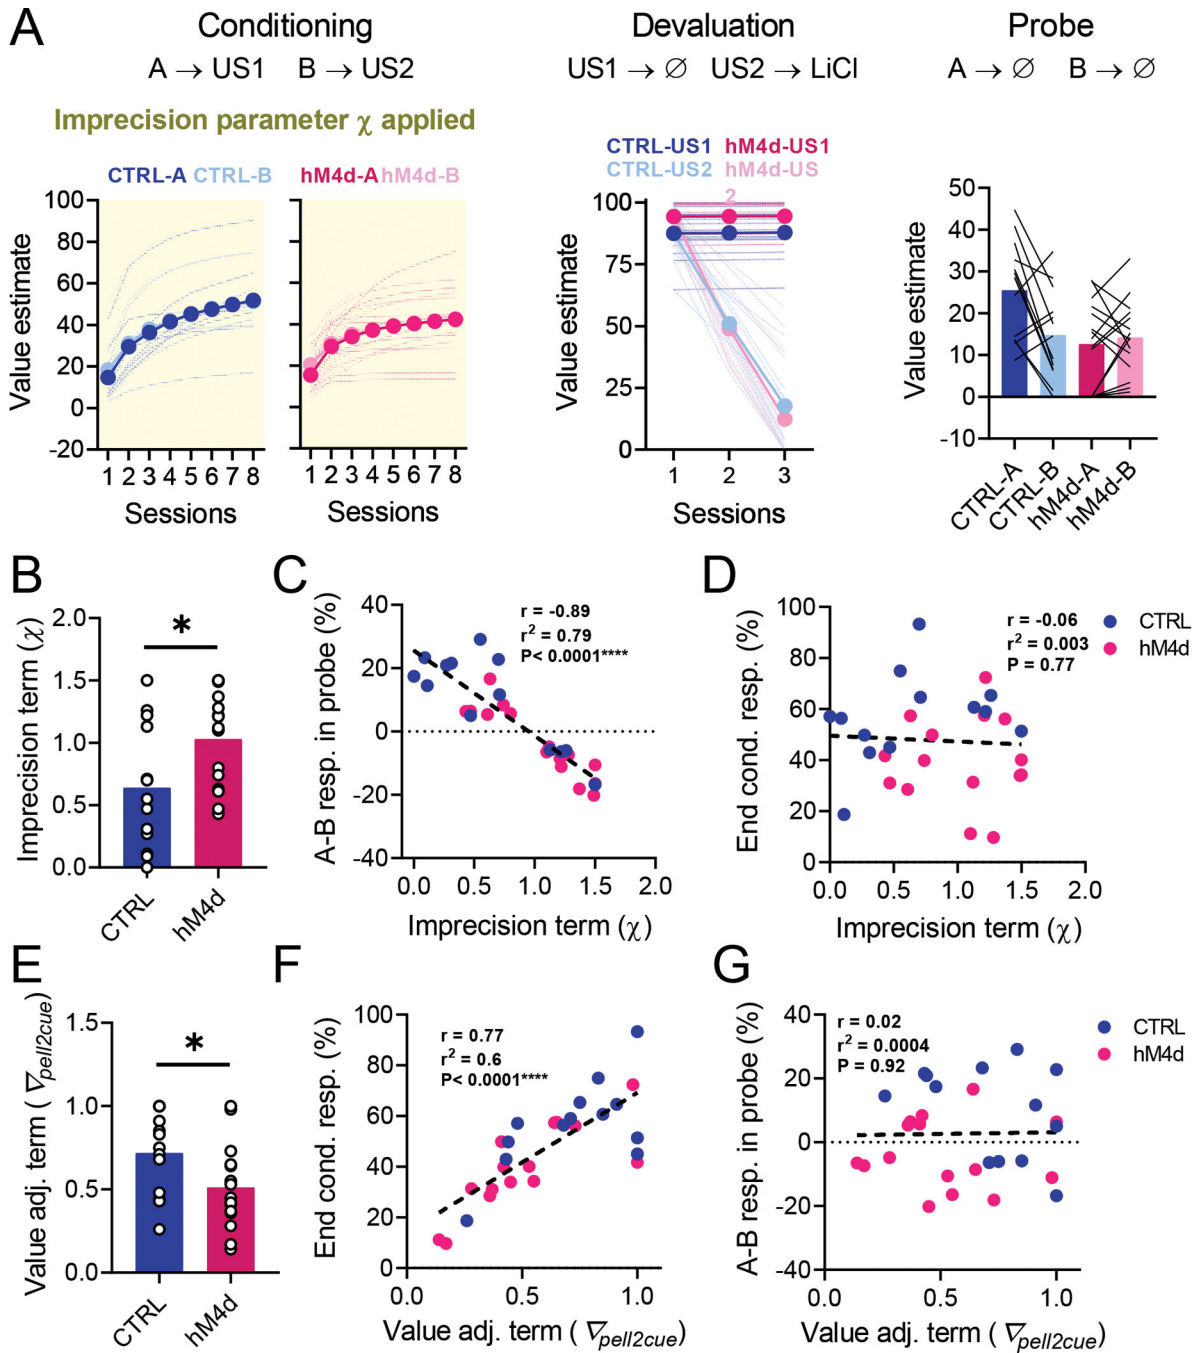 A
Conditioning
A → US1 B → US2
Devaluation
US1 → ∅ US2 → LiCl
Probe
A → ∅ B → ∅
Imprecision parameter χ applied
CTRL-A CTRL-B
hM4d-A hM4d-B
Value estimate
100
80
60
40
20
0
-20
1 2 3 4 5 6 7 8
Sessions
1 2 3 4 5 6 7 8
Sessions
CTRL-US1 hM4d-US1
CTRL-US2 hM4d-US
2
Value estimate
100
75
50
25
0
1 2 3
Sessions
Value estimate
50
40
30
20
10
0
-10
CTRL-A
CTRL-B
hM4d-A
hM4d-B
B
Imprecision term (χ)
2.0
1.5
1.0
0.5
0.0
*
CTRL
hM4d
C
A-B resp. in probe (%)
40
20
0
-20
-40
r = -0.89
r² = 0.79
P< 0.0001****
0.0 0.5 1.0 1.5 2.0
Imprecision term (χ)
D
End cond. resp. (%)
100
80
60
40
20
0
r = -0.06
r² = 0.003
P = 0.77
CTRL
hM4d
0.0 0.5 1.0 1.5 2.0
Imprecision term (χ)
E
Value adj. term (∇pell2cue)
1.5
1.0
0.5
0.0
*
CTRL
hM4d
F
End cond. resp. (%)
100
80
60
40
20
0
r = 0.77
r² = 0.6
P< 0.0001****
0.0 0.5 1.0
Value adj. term (∇pell2cue)
G
A-B resp. in probe (%)
40
20
0
-20
-40
r = 0.02
r² = 0.0004
P = 0.92
CTRL
hM4d
0.0 0.5 1.0
Value adj. term (∇pell2cue)